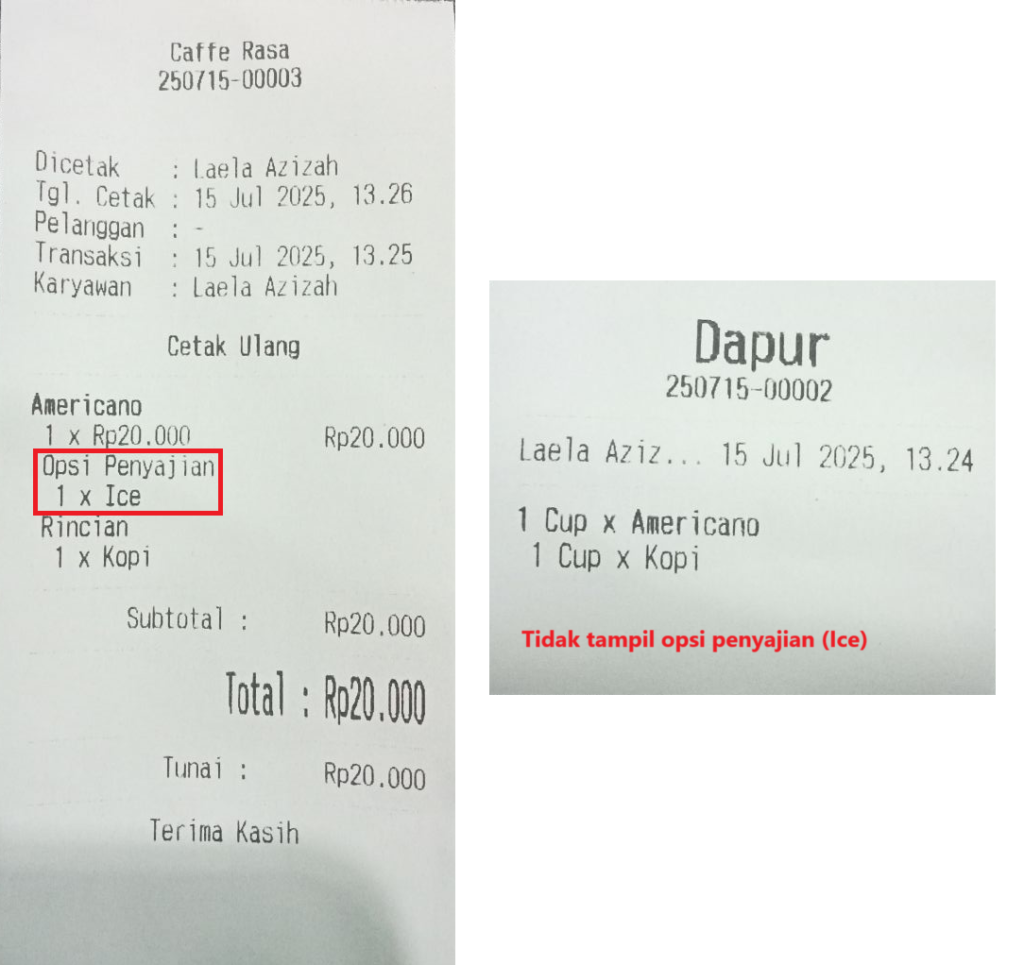 Caffe Rasa
250715-00003
Dicetak : Laela Azizah
Tgl. Cetak : 15 Jul 2025, 13.26
Pelanggan : -
Transaksi : 15 Jul 2025, 13.25
Karyawan : Laela Azizah
Cetak Ulang
Americano
1 x Rp20.000 Rp20.000
Opsi Penyajian
1 x Ice
Rincian
1 x Kopi
Subtotal : Rp20.000
Total : Rp20.000
Tunai : Rp20.000
Terima Kasih
Dapur
250715-00002
Laela Aziz... 15 Jul 2025, 13.24
1 Cup x Americano
1 Cup x Kopi
Tidak tampil opsi penyajian (Ice)